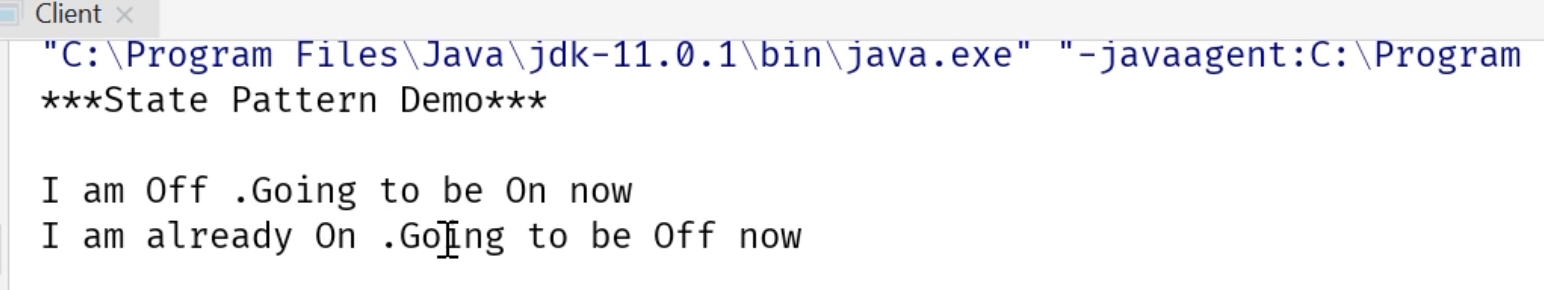 Client
"C:\Program Files\Java\jdk-11.0.1\bin\java.exe" "-javaagent:C:\Program
***State Pattern Demo***
I am Off .Going to be On now
I am already On .Going to be Off now